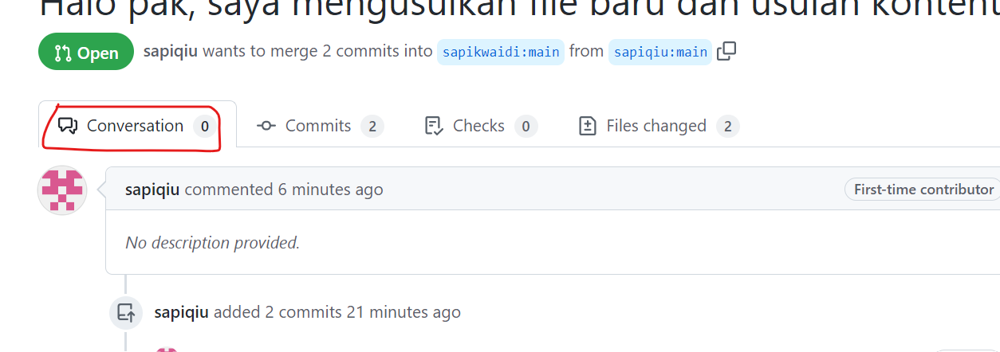 Halo pak, saya mengusulkan file baru dan usulan konten
Open sapiqiu wants to merge 2 commits into sapikwaidi:main from sapiqiu:main
Conversation 0 Commits 2 Checks 0 Files changed 2
sapiqiu commented 6 minutes ago First-time contributor
No description provided.
sapiqiu added 2 commits 21 minutes ago